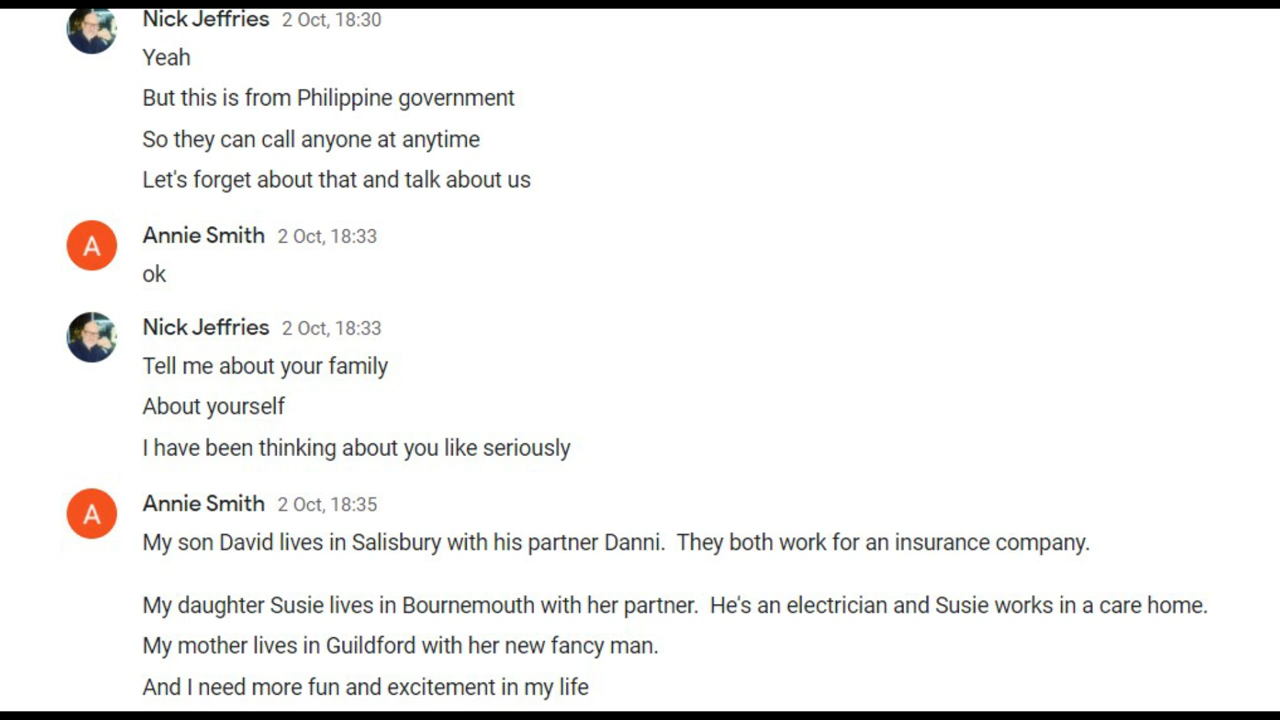 Nick Jeffries 2 Oct, 18:30
Yeah
But this is from Philippine government
So they can call anyone at anytime
Let's forget about that and talk about us
A
Annie Smith 2 Oct, 18:33
ok
Nick Jeffries 2 Oct, 18:33
Tell me about your family
About yourself
I have been thinking about you like seriously
A
Annie Smith 2 Oct, 18:35
My son David lives in Salisbury with his partner Danni.  They both work for an insurance company.
My daughter Susie lives in Bournemouth with her partner.  He's an electrician and Susie works in a care home.
My mother lives in Guildford with her new fancy man.
And I need more fun and excitement in my life